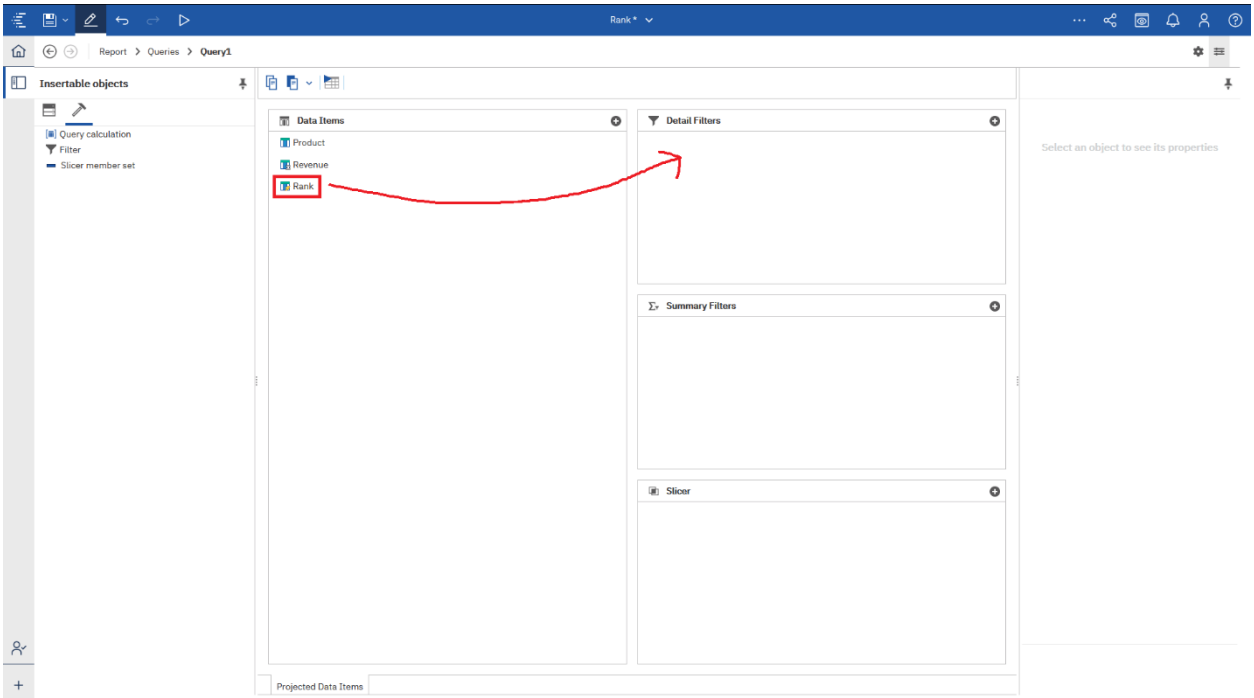 Rank*
Report > Queries > Query1
Insertable objects
Query calculation
Filter
Slicer member set
Data Items
Product
Revenue
Rank
Detail Filters
Summary Filters
Slicer
Select an object to see its properties
Projected Data Items